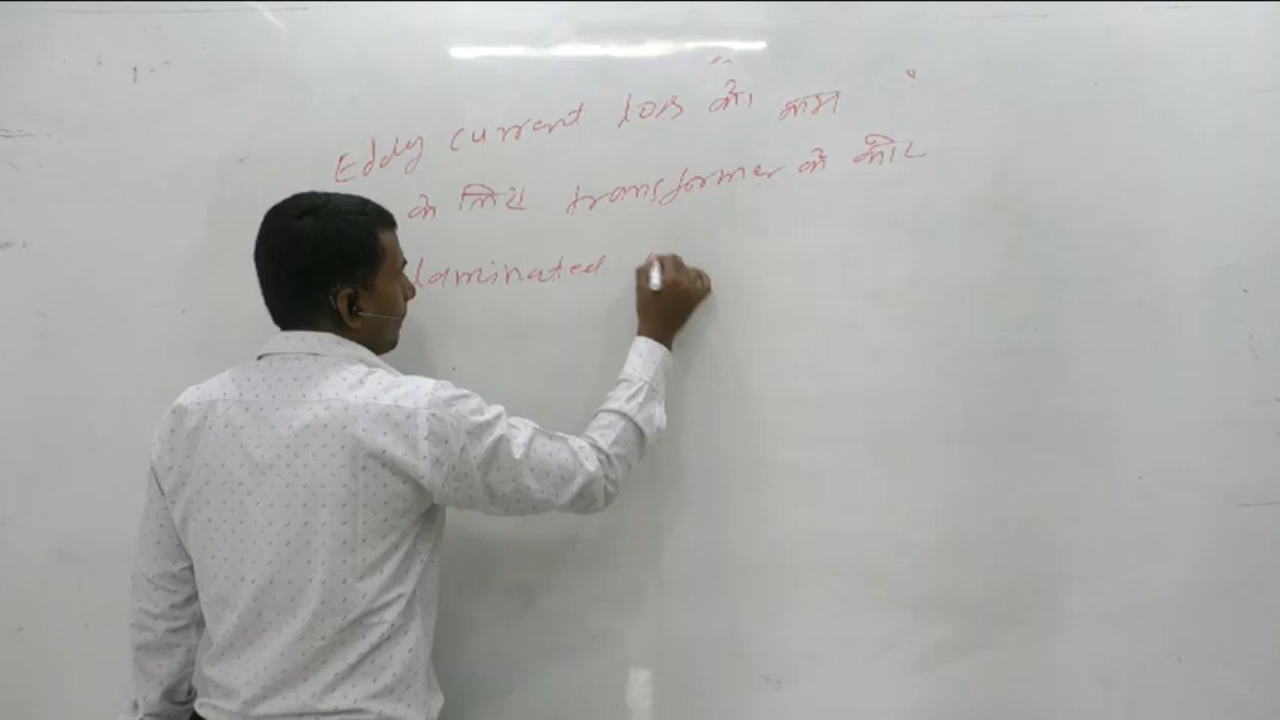 Eddy current loss को कम
के लिए transformer के कोर
laminated